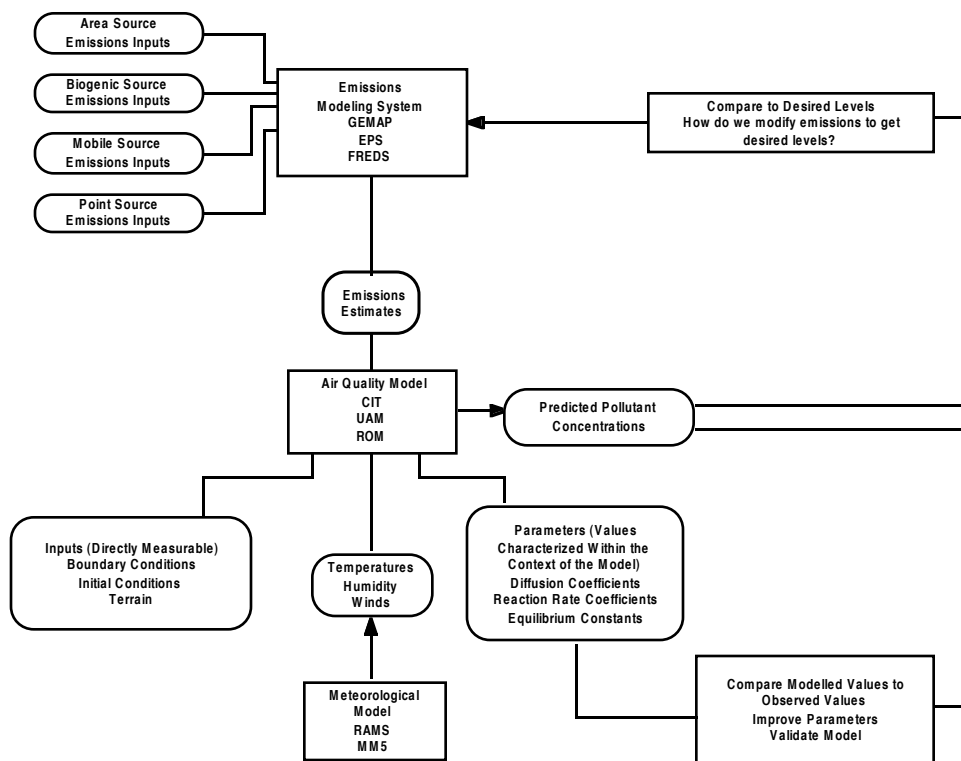 Area Source
Emissions Inputs
Biogenic Source
Emissions Inputs
Mobile Source
Emissions Inputs
Point Source
Emissions Inputs
Emissions
Modeling System
GEMAP
EPS
FREDS
Compare to Desired Levels
How do we modify emissions to get
desired levels?
Emissions
Estimates
Air Quality Model
CIT
UAM
ROM
Predicted Pollutant
Concentrations
Inputs (Directly Measurable)
Boundary Conditions
Initial Conditions
Terrain
Temperatures
Humidity
Winds
Parameters (Values
Characterized Within the
Context of the Model)
Diffusion Coefficients
Reaction Rate Coefficients
Equilibrium Constants
Meteorological
Model
RAMS
MM5
Compare Modelled Values to
Observed Values
Improve Parameters
Validate Model